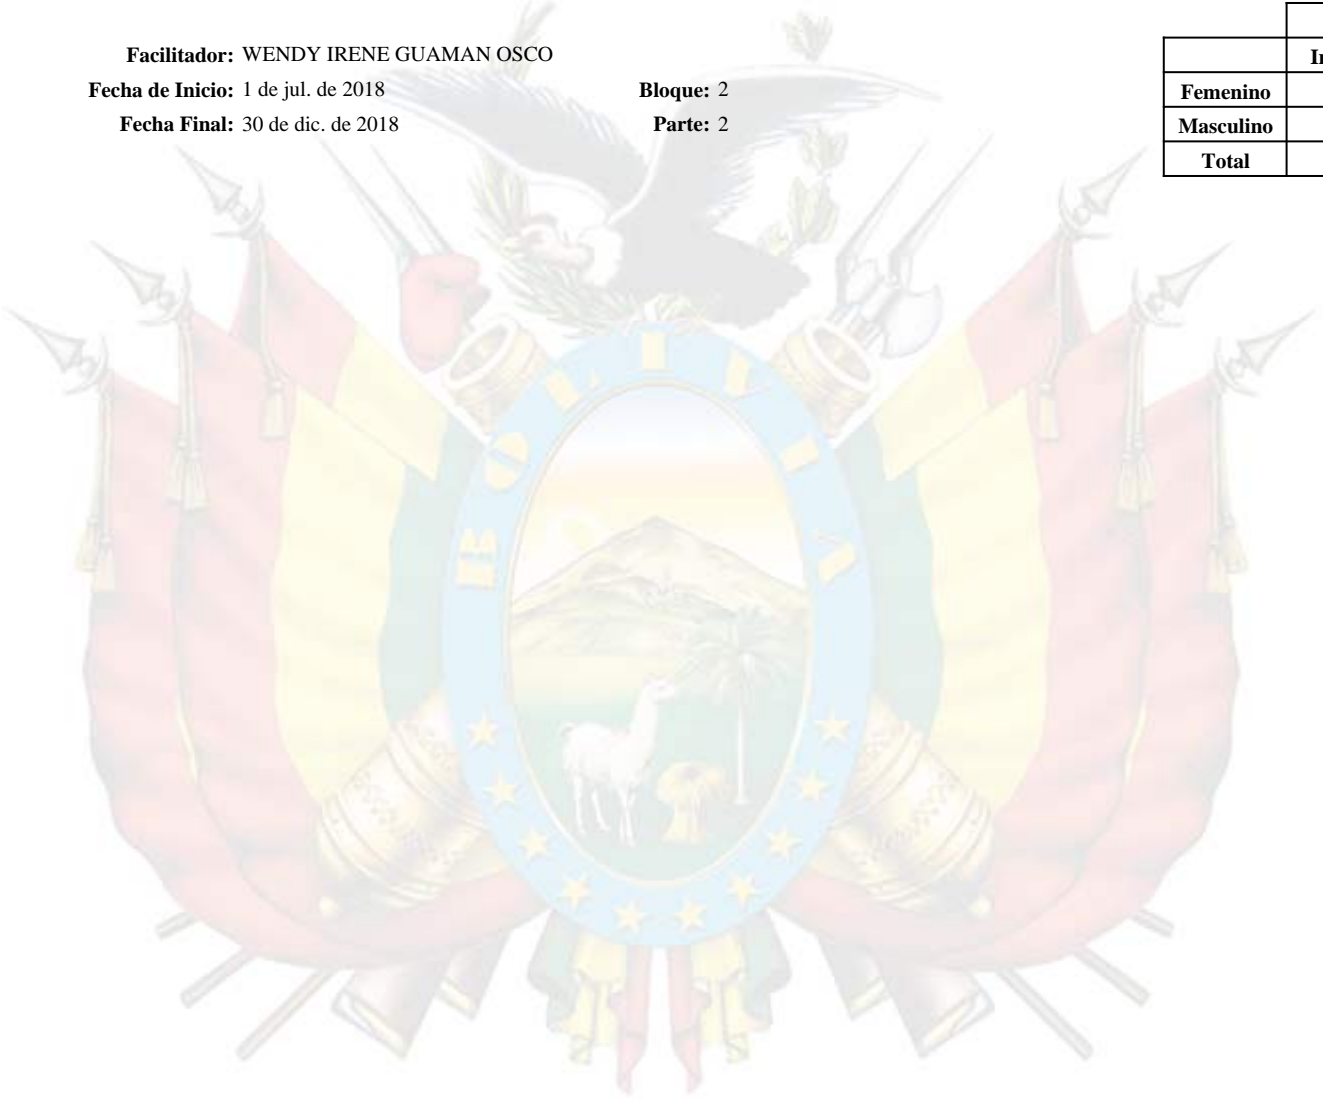 Facilitador: WENDY IRENE GUAMAN OSCO
Fecha de Inicio: 1 de jul. de 2018 Bloque: 2
Fecha Final: 30 de dic. de 2018 Parte: 2
Femenino
Masculino
Total
BOLIVIA